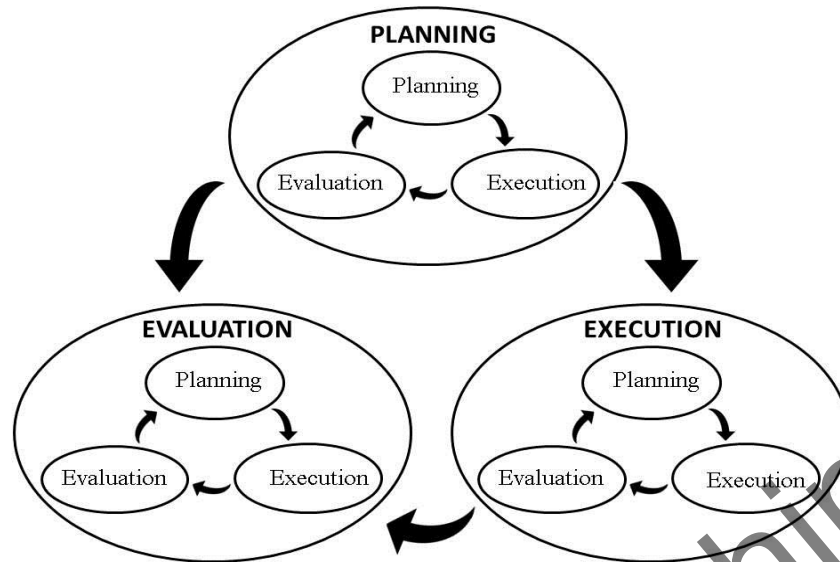 PLANNING
Planning
Evaluation
Execution
EVALUATION
Planning
Evaluation
Execution
EXECUTION
Planning
Evaluation
Execution